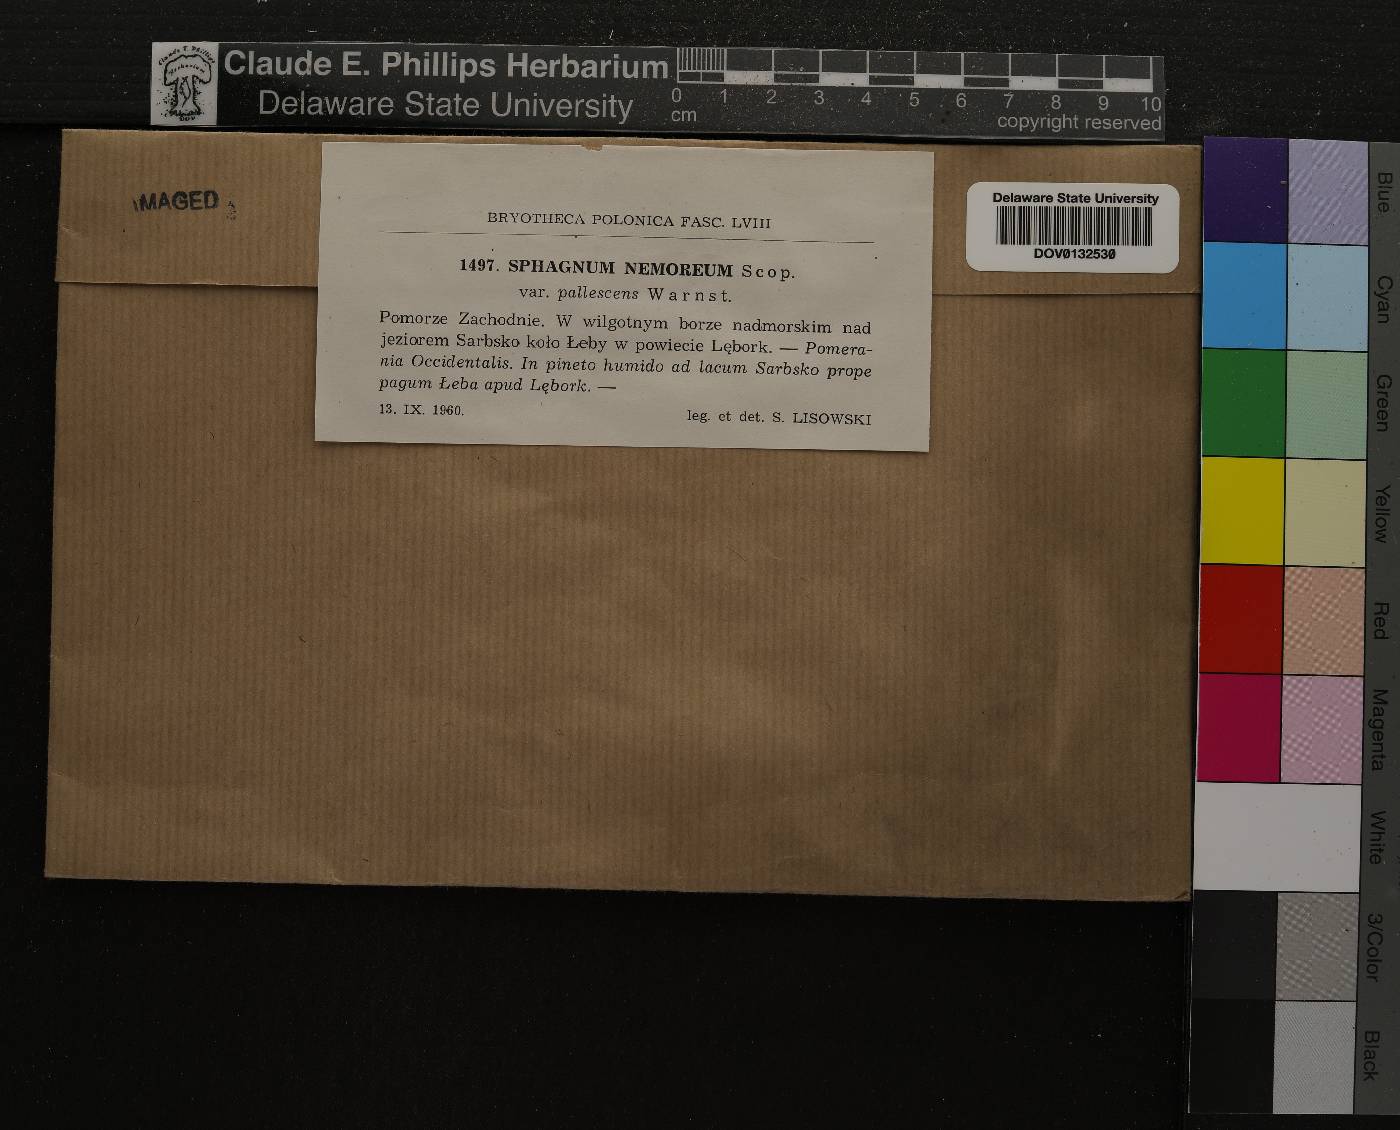 Claude E. Phillips Herbarium
Delaware State University
0 1 2 3 4 5 6 7 8 9 10
cm
copyright reserved
IMAGED
BRYOTHECA POLONICA FASC. LVIII
1497. SPHAGNUM NEMOREUM Scop.
var. pallescens Warnst.
Pomorze Zachodnie. W wilgotnym borze nadmorskim nad
jeziorem Sarbsko koło Łeby w powiecie Lębork. — Pomera-
nia Occidentalis. In pineto humido ad lacum Sarbsko prope
pagum Łeba apud Lębork. —
13. IX. 1960.
leg. et det. S. LISOWSKI
Delaware State University
DOV0132530
Blue
Cyan
Green
Yellow
Red
Magenta
White
3/Color
Black